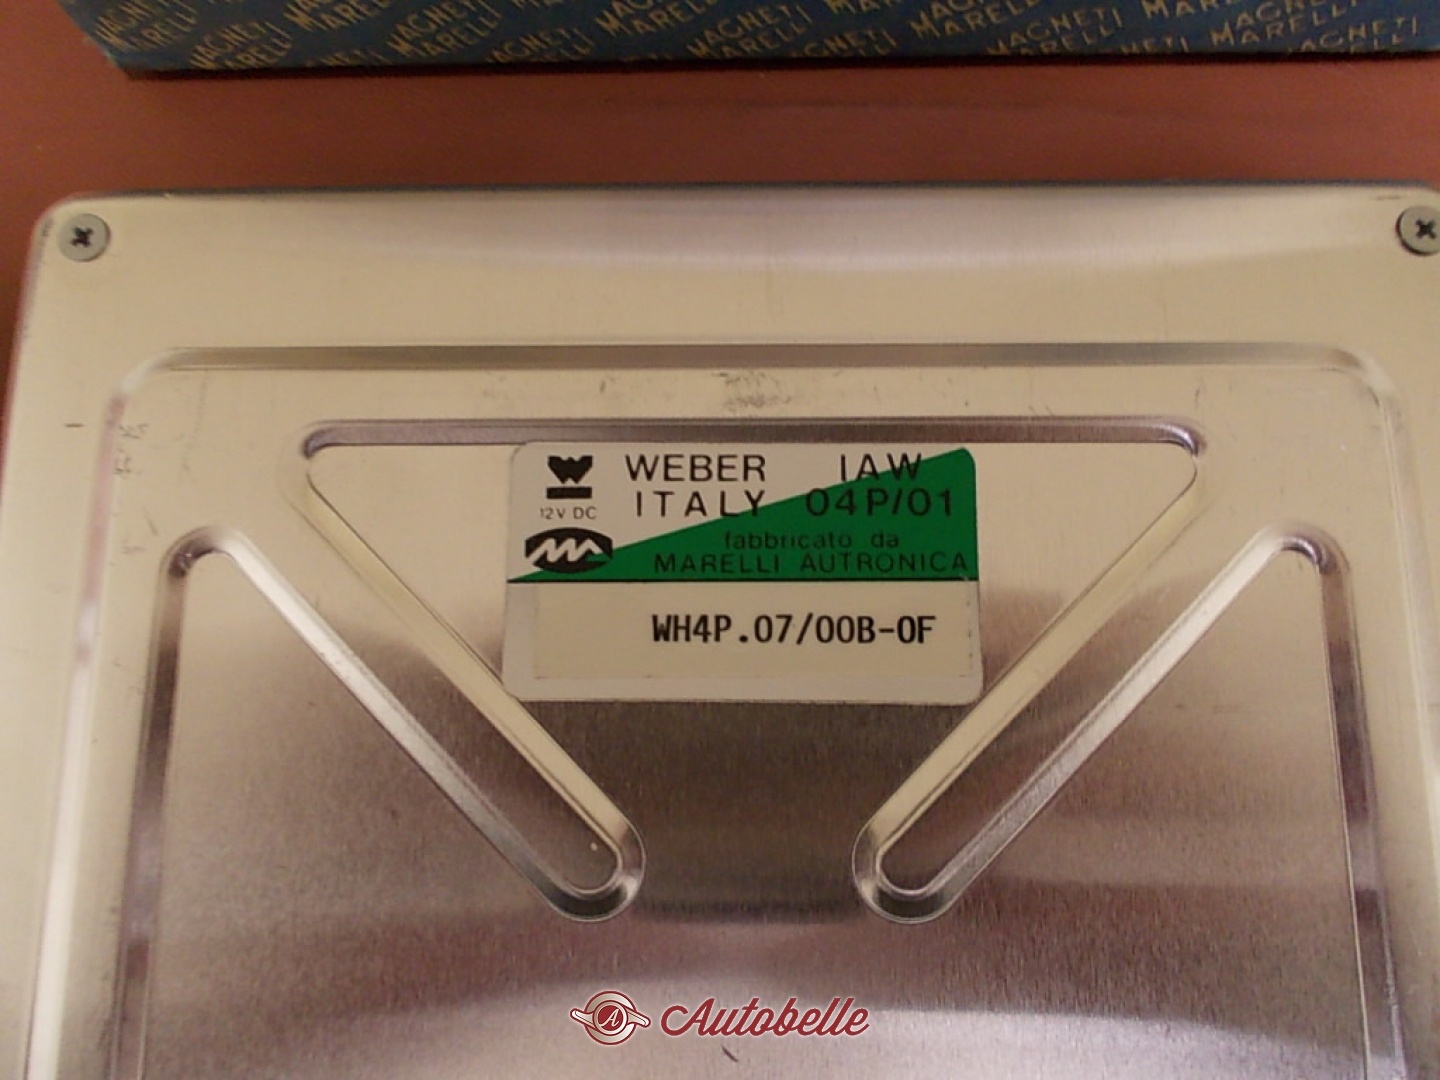 MAGNETI MARELLI
WEBER IAW
ITALY 04P/01
12V DC
fabbricato da
MARELLI AUTRONICA
WH4P.07/00B-0F
Autobelle